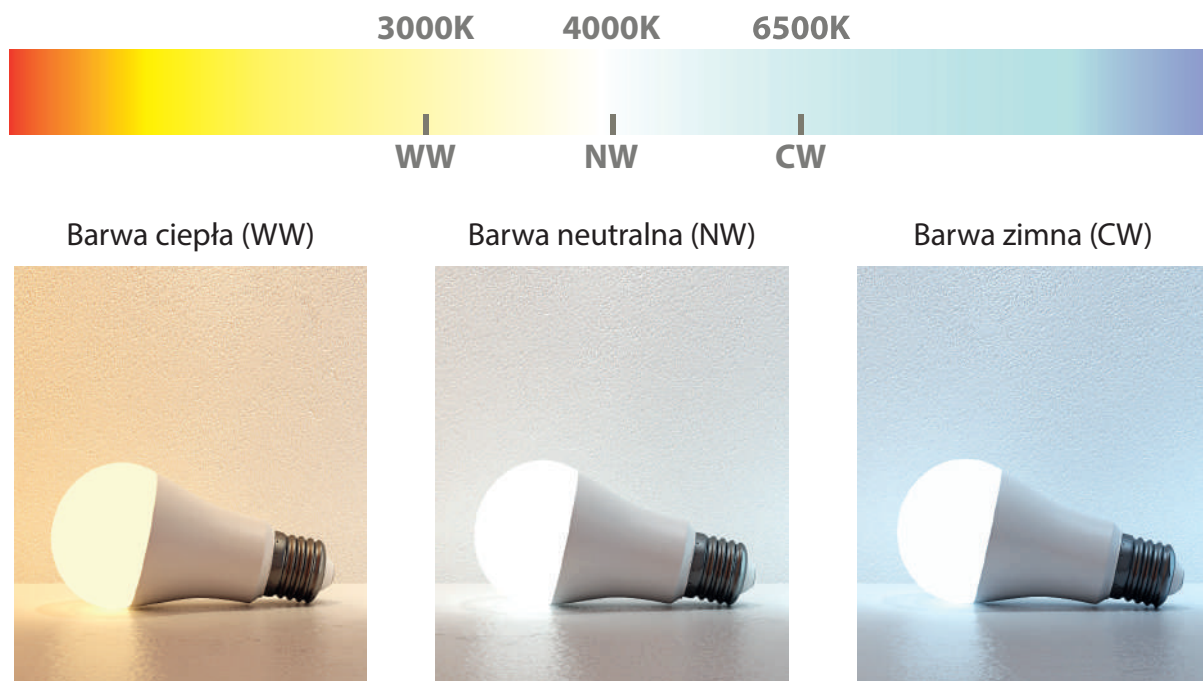 3000K 4000K 6500K
WW NW CW
Barwa ciepła (WW) Barwa neutralna (NW) Barwa zimna (CW)